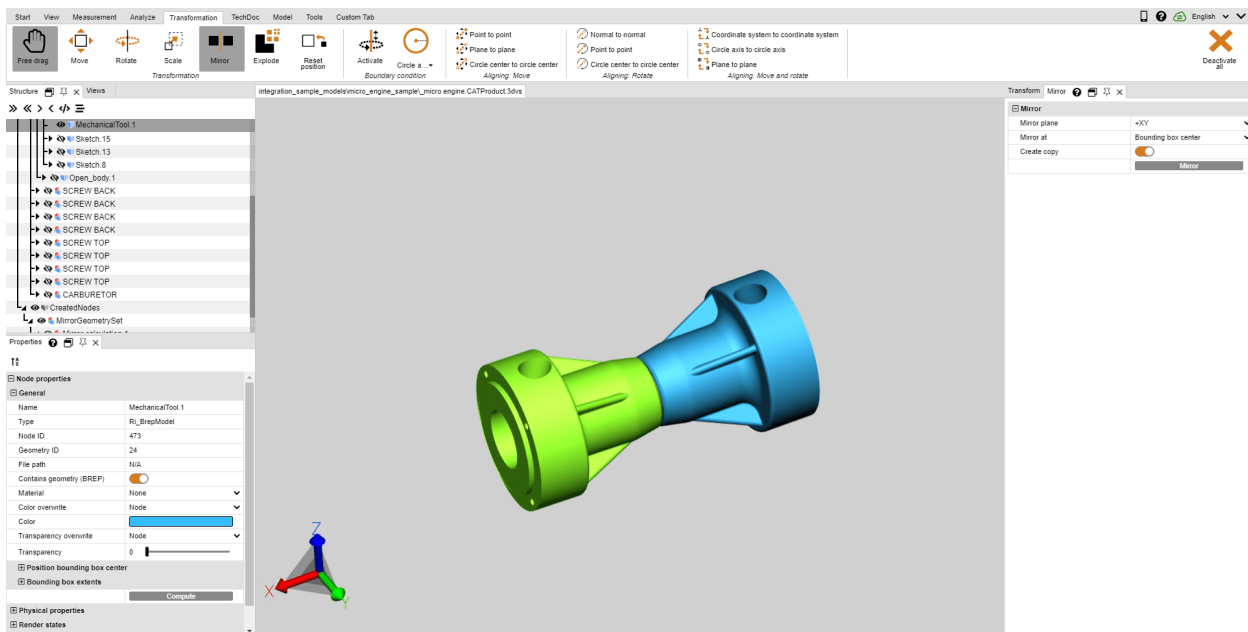 Start View Measurement Analyze Transformation TechDoc Model Tools Custom Tab English
Free drag Move Rotate Scale Mirror Explode Reset position Activate Circle a... 
Transformation
Boundary condition
Point to point
Plane to plane
Circle center to circle center
Aligning: Move
Normal to normal
Point to point
Circle center to circle center
Aligning: Rotate
Coordinate system to coordinate system
Circle axis to circle axis
Plane to plane
Aligning: Move and rotate
Deactivate all
Structure Views
integration_sample_models\micro_engine_sample\_micro engine.CATProduct.3dvs
MechanicalTool.1
Sketch.15
Sketch.13
Sketch.8
Open_body.1
SCREW BACK
SCREW BACK
SCREW BACK
SCREW BACK
SCREW TOP
SCREW TOP
SCREW TOP
SCREW TOP
CARBURETOR
CreatedNodes
MirrorGeometrySet
Properties
Node properties
General
Name MechanicalTool.1
Type Ri_BrepModel
Node ID 473
Geometry ID 24
File path N/A
Contains geometry (BREP)
Material None
Color overwrite Node
Color
Transparency overwrite Node
Transparency 0
Position bounding box center
Bounding box extents
Compute
Physical properties
Render states
Z
X
Y
Transform Mirror
Mirror
Mirror plane +XY
Mirror at Bounding box center
Create copy
Mirror